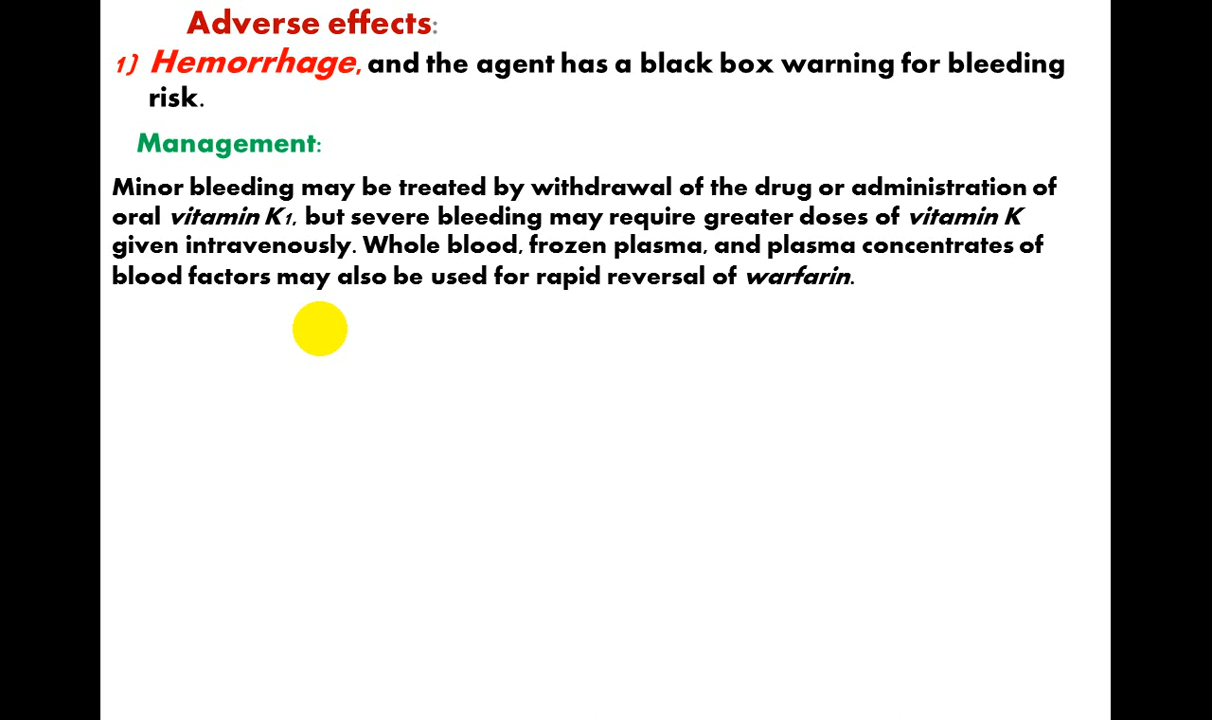 Adverse effects:
1) Hemorrhage, and the agent has a black box warning for bleeding
risk.
Management:
Minor bleeding may be treated by withdrawal of the drug or administration of
oral vitamin K1, but severe bleeding may require greater doses of vitamin K
given intravenously. Whole blood, frozen plasma, and plasma concentrates of
blood factors may also be used for rapid reversal of warfarin.